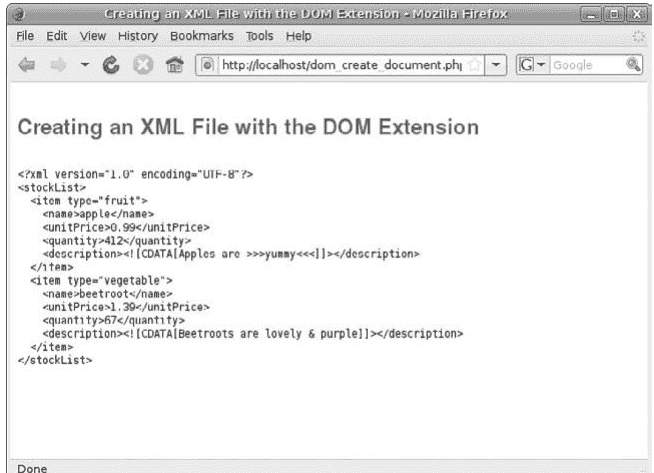 Creating an XML File with the DOM Extension - Mozilla Firefox
File Edit View History Bookmarks Tools Help
http://localhost/dom_create_document.php
G Google
Creating an XML File with the DOM Extension
<?xml version="1.0" encoding="UTF-8"?>
<stockList>
  <item type="fruit">
    <name>apple</name>
    <unitPrice>0.99</unitPrice>
    <quantity>412</quantity>
    <description><![CDATA[Apples are >>>yummy<<<]]></description>
  </item>
  <item type="vegetable">
    <name>beetroot</name>
    <unitPrice>1.39</unitPrice>
    <quantity>67</quantity>
    <description><![CDATA[Beetroots are lovely & purple]]></description>
  </item>
</stockList>
Done